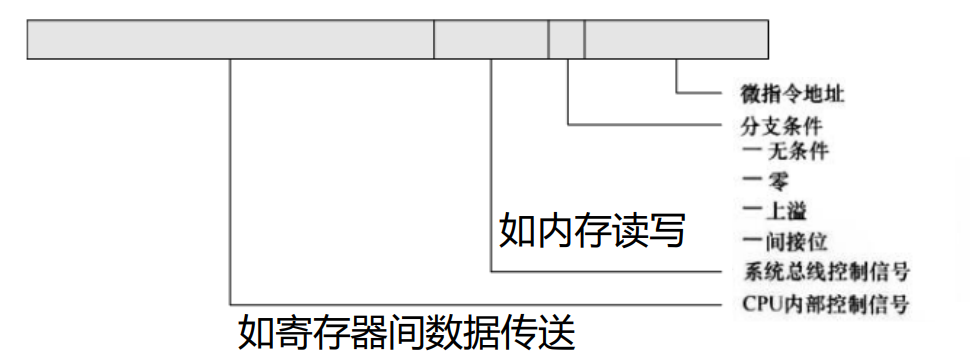 微指令地址
分支条件
一 无条件
一 零
一 上溢
一 间接位
如内存读写
系统总线控制信号
CPU内部控制信号
如寄存器间数据传送